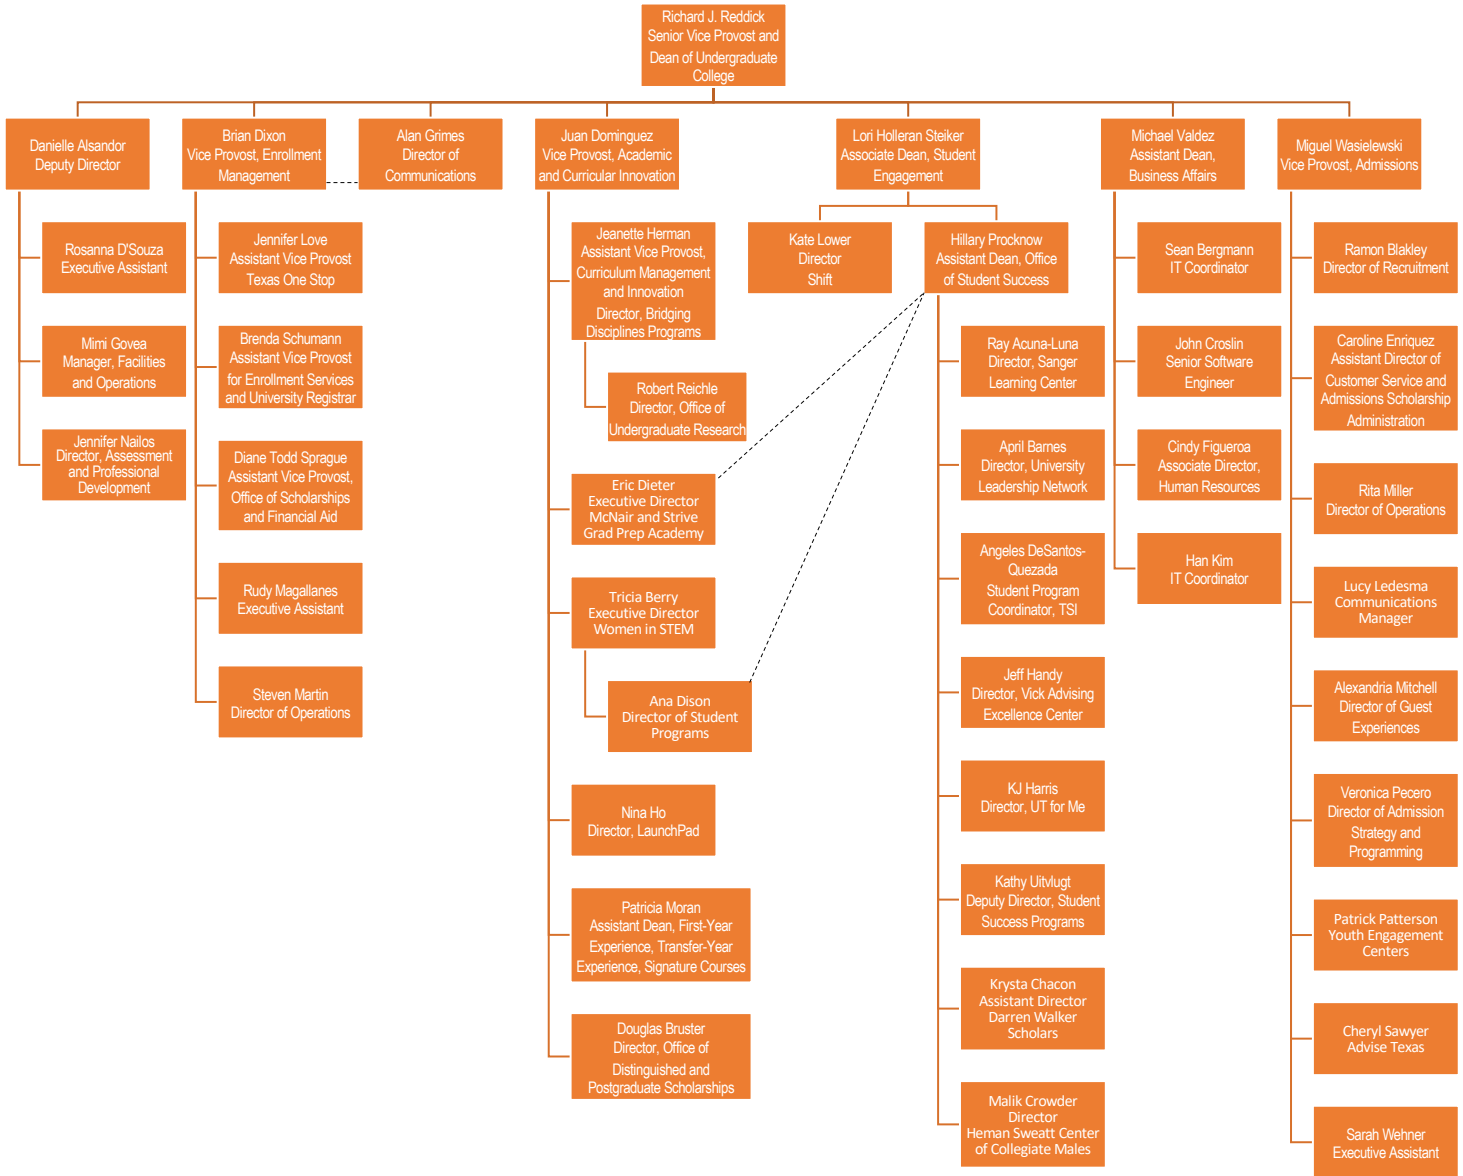 Richard J. Reddick
Senior Vice Provost and
Dean of Undergraduate
College
Danielle Alsandor
Deputy Director
Brian Dixon
Vice Provost, Enrollment
Management
Alan Grimes
Director of
Communications
Juan Dominguez
Vice Provost, Academic
and Curricular Innovation
Lori Holleran Steiker
Associate Dean, Student
Engagement
Michael Valdez
Assistant Dean,
Business Affairs
Miguel Wasielewski
Vice Provost, Admissions
Rosanna D'Souza
Executive Assistant
Mimi Govea
Manager, Facilities
and Operations
Jennifer Nailos
Director, Assessment
and Professional
Development
Jennifer Love
Assistant Vice Provost
Texas One Stop
Brenda Schumann
Assistant Vice Provost
for Enrollment Services
and University Registrar
Diane Todd Sprague
Assistant Vice Provost,
Office of Scholarships
and Financial Aid
Rudy Magallanes
Executive Assistant
Steven Martin
Director of Operations
Jeanette Herman
Assistant Vice Provost,
Curriculum Management
and Innovation
Director, Bridging
Disciplines Programs
Robert Reichle
Director, Office of
Undergraduate Research
Eric Dieter
Executive Director
McNair and Strive
Grad Prep Academy
Tricia Berry
Executive Director
Women in STEM
Ana Dison
Director of Student
Programs
Nina Ho
Director, LaunchPad
Patricia Moran
Assistant Dean, First-Year
Experience, Transfer-Year
Experience, Signature Courses
Douglas Bruster
Director, Office of
Distinguished and
Postgraduate Scholarships
Kate Lower
Director
Shift
Hillary Procknow
Assistant Dean, Office
of Student Success
Ray Acuna-Luna
Director, Sanger
Learning Center
April Barnes
Director, University
Leadership Network
Angeles DeSantos-
Quezada
Student Program
Coordinator, TSI
Jeff Handy
Director, Vick Advising
Excellence Center
KJ Harris
Director, UT for Me
Kathy Uitvlugt
Deputy Director, Student
Success Programs
Krysta Chacon
Assistant Director
Darren Walker
Scholars
Malik Crowder
Director
Heman Sweatt Center
of Collegiate Males
Sean Bergmann
IT Coordinator
John Croslin
Senior Software
Engineer
Cindy Figueroa
Associate Director,
Human Resources
Han Kim
IT Coordinator
Ramon Blakley
Director of Recruitment
Caroline Enriquez
Assistant Director of
Customer Service and
Admissions Scholarship
Administration
Rita Miller
Director of Operations
Lucy Ledesma
Communications
Manager
Alexandria Mitchell
Director of Guest
Experiences
Veronica Pecero
Director of Admission
Strategy and
Programming
Patrick Patterson
Youth Engagement
Centers
Cheryl Sawyer
Advise Texas
Sarah Wehner
Executive Assistant